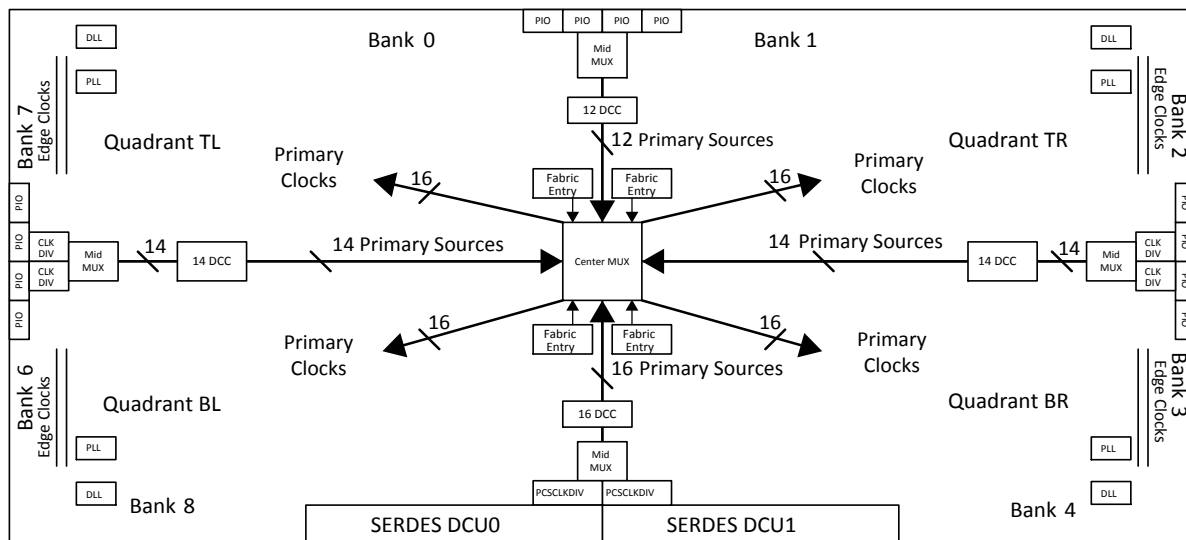 PIO PIO PIO PIO
Bank 0
Bank 1
Mid
MUX
DLL
DLL
PLL
PLL
Bank 7
Edge Clocks
Edge Clocks
Bank 2
12 DCC
Quadrant TL
12 Primary Sources
Quadrant TR
Primary
Clocks
16
Fabric
Entry
Fabric
Entry
16
Primary
Clocks
PIO
PIO
PIO
PIO
CLK
DIV
CLK
DIV
Mid
MUX
14
14 DCC
14 Primary Sources
Center MUX
14 Primary Sources
14 DCC
14
Mid
MUX
CLK
DIV
CLK
DIV
PIO
PIO
PIO
PIO
Primary
Clocks
16
Fabric
Entry
Fabric
Entry
16
Primary
Clocks
16 Primary Sources
Bank 6
Edge Clocks
Edge Clocks
Bank 3
Quadrant BL
Quadrant BR
16 DCC
PLL
PLL
Mid
MUX
DLL
DLL
Bank 8
Bank 4
PCSCLKDIV PCSCLKDIV
SERDES DCU0
SERDES DCU1